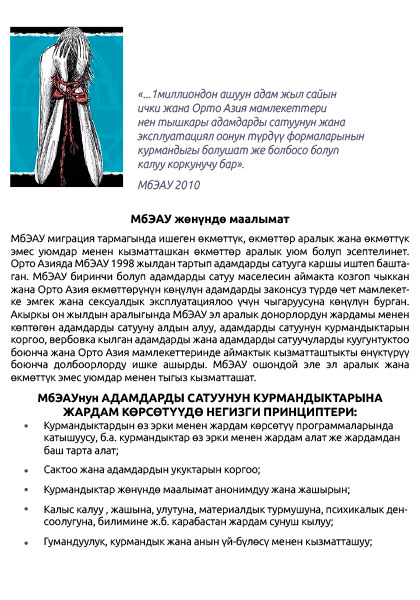 «...1миллиондон ашуун адам жыл сайын
ички жана Орто Азия мамлекеттери
нен тышкары адамдарды сатуунун жана
эксплуатациял оонун түрдүү формаларынын
курмандыгы болушат же болбосо болуп
калуу коркунучу бар».
МбЭАУ 2010
МбЭАУ жөнүндө маалымат
МбЭАУ миграция тармагында ишеген өкмөттүк, өкмөттөр аралык жана өкмөттүк
эмес уюмдар менен кызматташкан өкмөттөр аралык уюм болуп эсептелинет.
Орто Азияда МбЭАУ 1998 жылдан тартып адамдарды сатууга каршы иштеп башта-
ган. МбЭАУ биринчи болуп адамдарды сатуу маселесин аймакта козгоп чыккан
жана Орто Азия өкмөттөрүнүн көңүлүн адамдарды законсуз түрдө чет мамлекет-
ке эмгек жана сексуалдык эксплуатациялоо үчүн чыгаруусуна көңүлүн бурган.
Акыркы он жылдын аралыгында МбЭАУ эл аралык донорлордун жардамы менен
көптөгөн адамдарды сатууну алдын алуу, адамдарды сатуунун курмандыктарын
коргоо, вербовка кылган адамдарды жана адамдарды сатуучуларды куугунтуктоо
боюнча жана Орто Азия мамлекеттеринде аймактык кызматташтыкты өнүктүрүү
боюнча долбоорлорду ишке ашырды. МбЭАУ ошондой эле эл аралык жана
өкмөттүк эмес уюмдар менен тыгыз кызматташат.
МбЭАУнун АДАМДАРДЫ САТУУНУН КУРМАНДЫКТАРЫНА
ЖАРДАМ КӨРСӨТҮҮДӨ НЕГИЗГИ ПРИНЦИПТЕРИ:
• Курмандыктардын өз эрки менен жардам көрсөтүү программаларында
катышуусу, б.а. курмандыктар өз эрки менен жардам алат же жардамдан
баш тарта алат;
• Сактоо жана адамдардын укуктарын коргоо;
• Курмандыктар жөнүндө маалымат анонимдуу жана жашырын;
• Калыс калуу , жашына, улутуна, материалдык турмушуна, психикалык ден-
соолугуна, билимине ж.б. карабастан жардам сунуш кылуу;
• Гумандуулук, курмандык жана анын үй-бүлөсү менен кызматташуу;